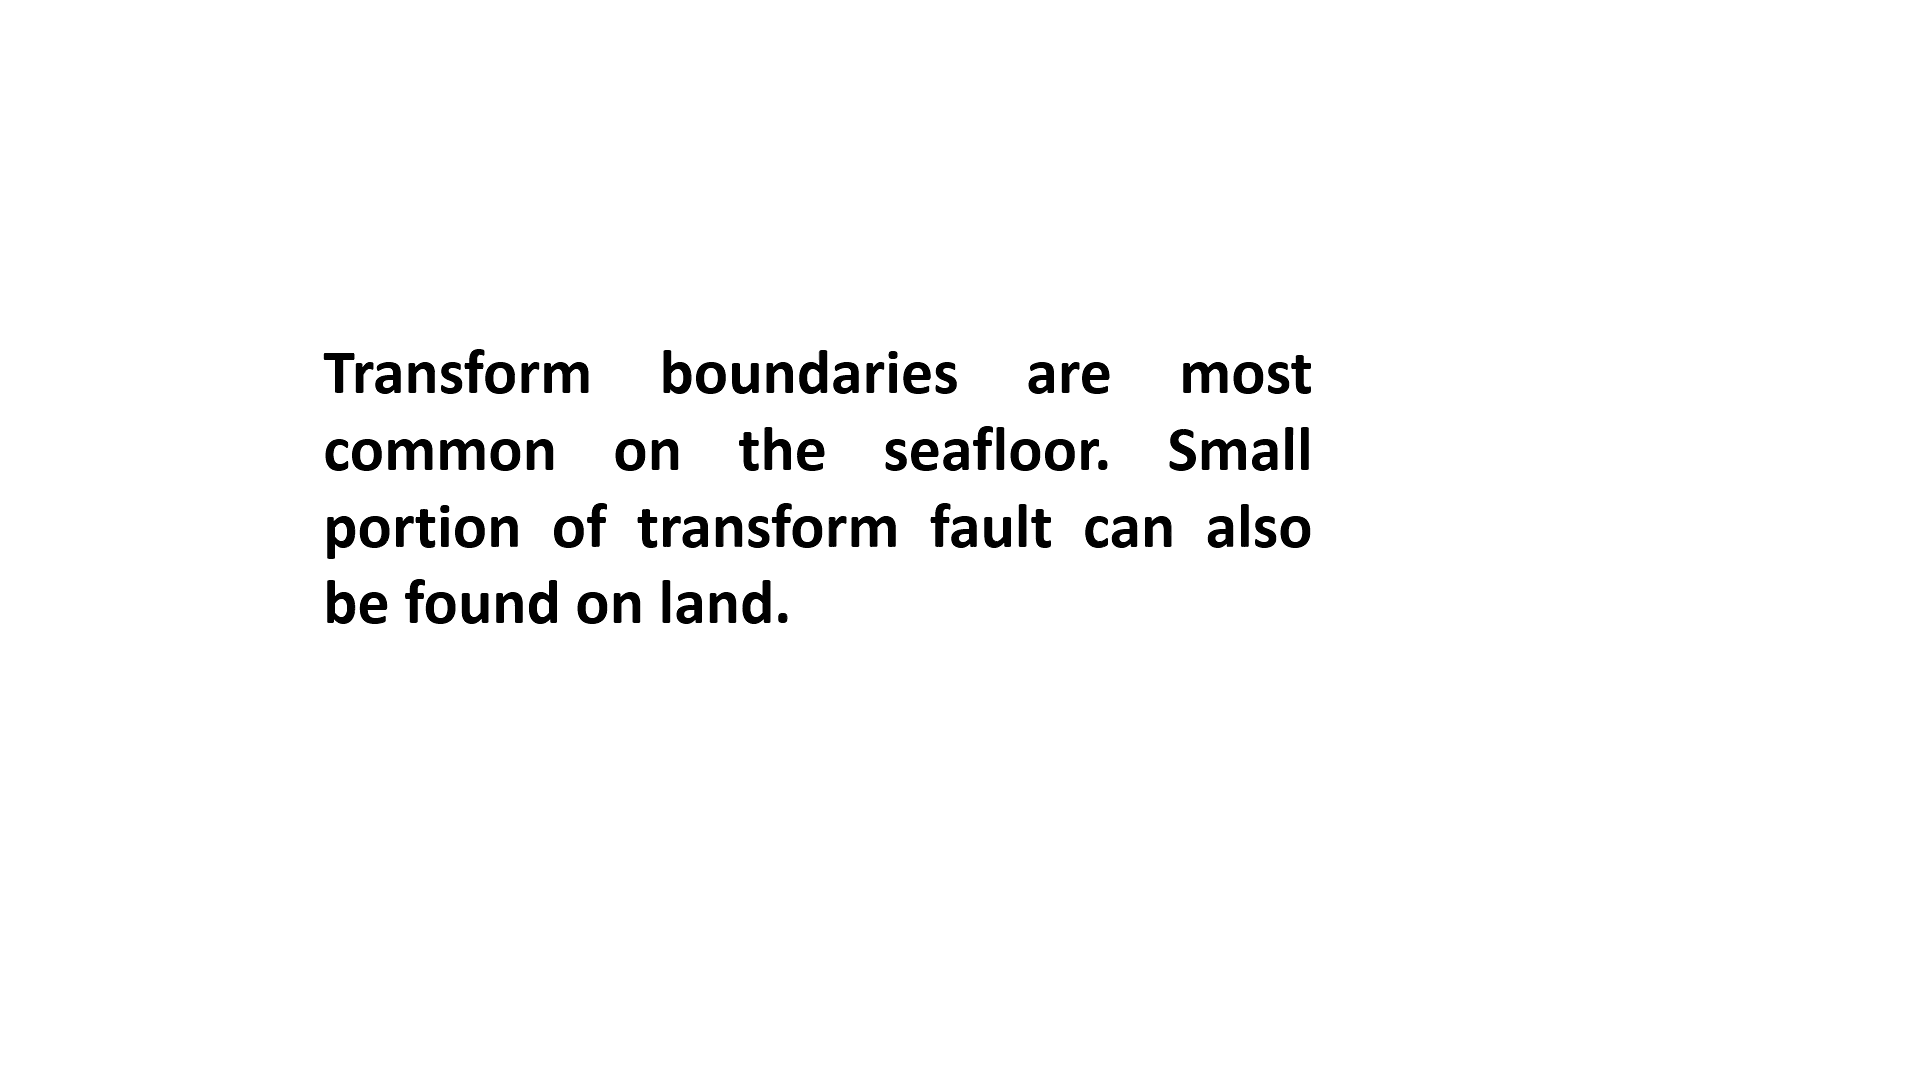 Transform boundaries are most
common on the seafloor. Small
portion of transform fault can also
be found on land.